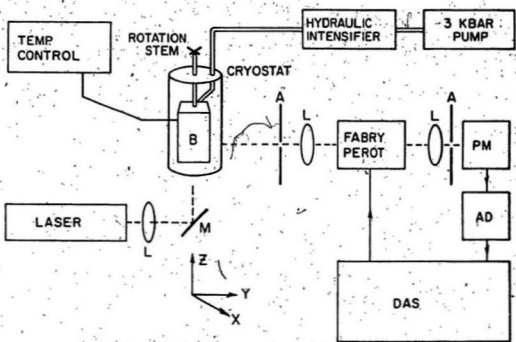 TEMP.
CONTROL
ROTATION
STEM
CRYOSTAT
HYDRAULIC
INTENSIFIER
3 KBAR
PUMP
B
A
L
FABRY
PEROT
L
A
PM
AD
DAS
LASER
L
M
Z
Y
X